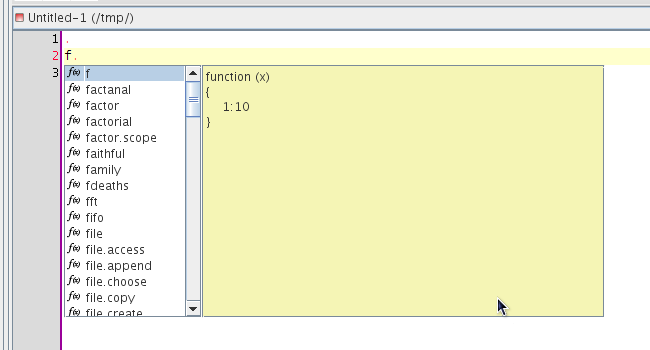 Untitled-1 (/tmp/)
1 .
2 f.
3
f(x) f
f(x) factanal
f(x) factor
f(x) factorial
f(x) factor.scope
f(x) faithful
f(x) family
f(x) fdeaths
f(x) fft
f(x) fifo
f(x) file
f(x) file.access
f(x) file.append
f(x) file.choose
f(x) file.copy
f(x) file.create
function (x)
{
1:10
}